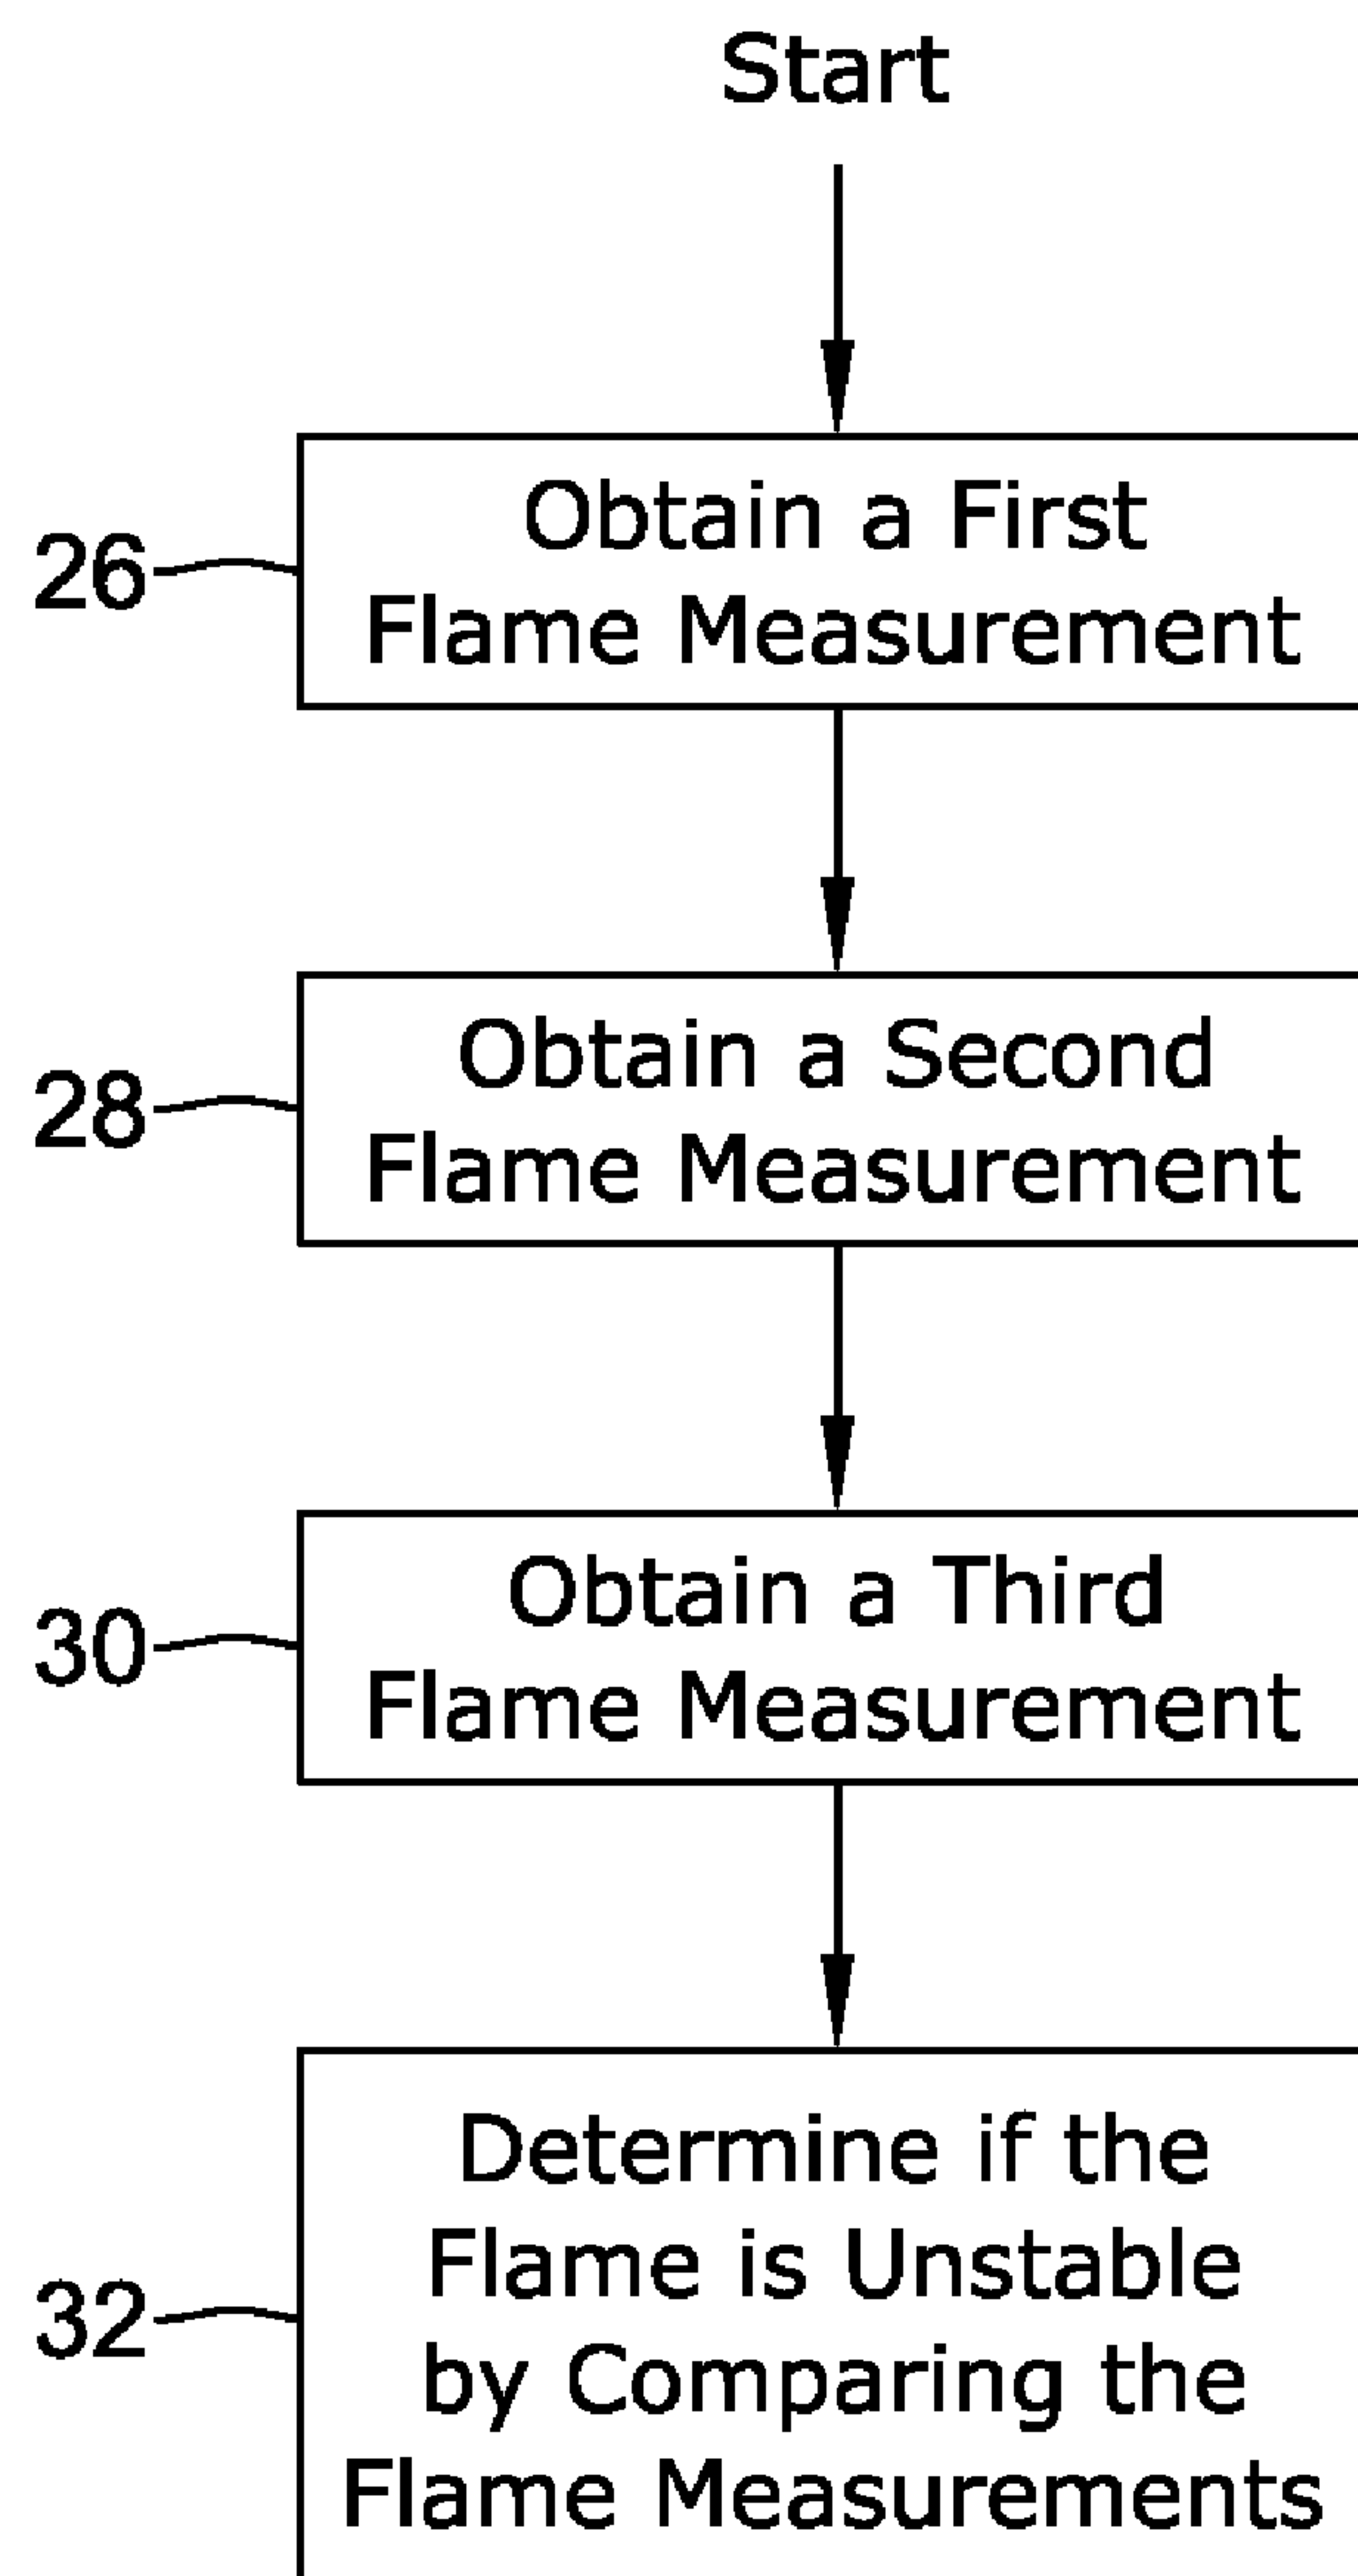 Start
26
Obtain a First
Flame Measurement
28
Obtain a Second
Flame Measurement
30
Obtain a Third
Flame Measurement
32
Determine if the
Flame is Unstable
by Comparing the
Flame Measurements